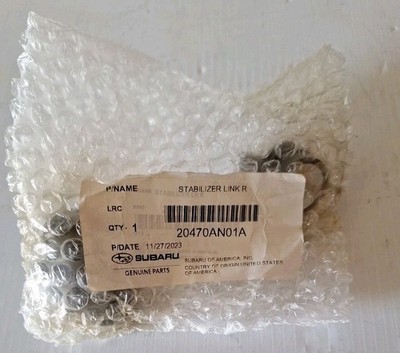 P/NAME STABILIZER LINK R
LRC
QTY- 1 20470AN01A
P/DATE 11/27/2023
SUBARU SUBARU OF AMERICA, INC.
GENUINE PARTS COUNTRY OF ORIGIN UNITED STATES
OF AMERICA